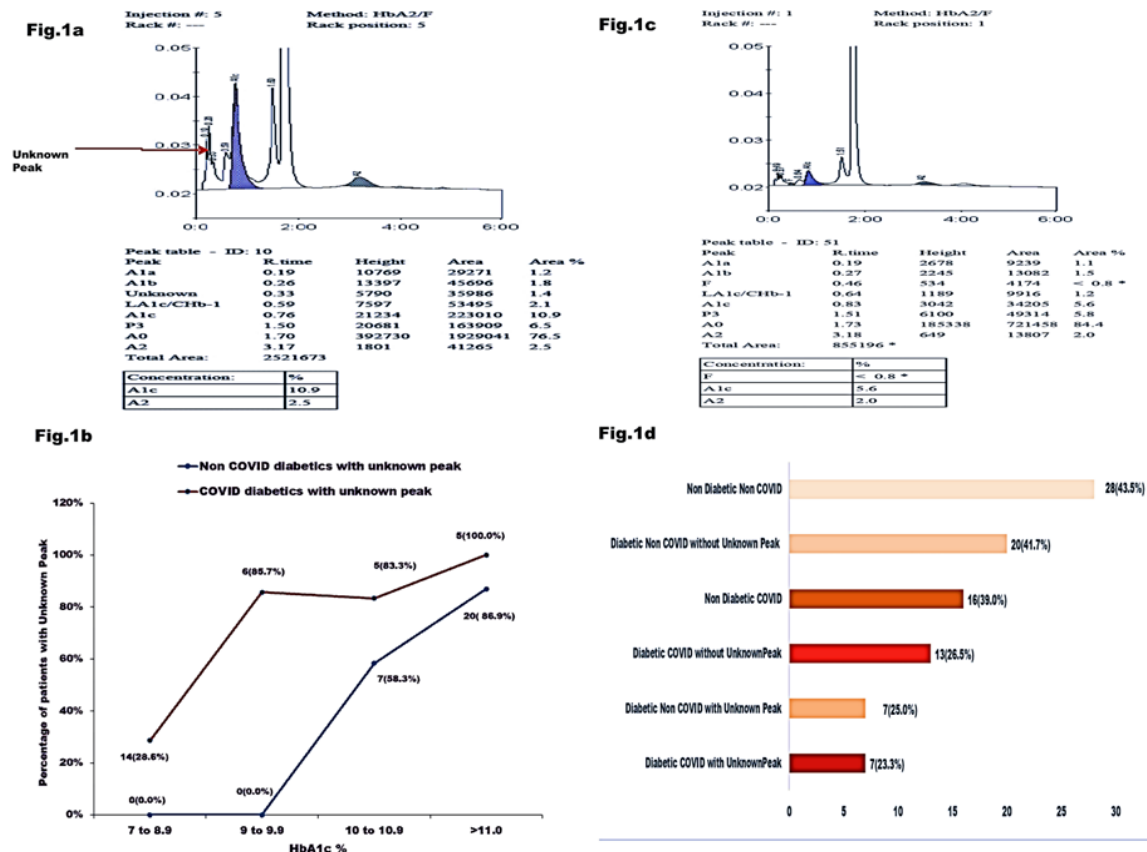 Fig.1a
Injection #: 5 Method: HbA2/F
Rack #: --- Rack position: 5
0.05
0.04
0.03
0.02
Unknown
Peak
A1c
1.50
A2
0:0 2:00 4:00 6:00
Peak table - ID: 10
Peak R.time Height Area Area %
A1a 0.19 10769 29271 1.2
A1b 0.26 13397 45696 1.8
Unknown 0.33 5790 35986 1.4
LA1c/CHb-1 0.59 7597 53495 2.1
A1c 0.76 21234 223010 10.9
P3 1.50 20681 163909 6.5
A0 1.70 392730 1929041 76.5
A2 3.17 1801 41265 2.5
Total Area: 2521673
Concentration: %
A1c 10.9
A2 2.5
Fig.1c
Injection #: 1 Method: HbA2/F
Rack #: --- Rack position: 1
0.05
0.04
0.03
0.02
A1c
1.51
A2
0:0 2:00 4:00 6:00
Peak table - ID: 51
Peak R.time Height Area Area %
A1a 0.19 2678 9239 1.1
A1b 0.27 2245 13082 1.5
F 0.46 534 4174 < 0.8 *
LA1c/CHb-1 0.64 1189 9916 1.2
A1c 0.83 3042 34205 5.6
P3 1.51 6100 49314 5.8
A0 1.73 185338 721458 84.4
A2 3.18 649 13807 2.0
Total Area: 855196 *
Concentration: %
F < 0.8 *
A1c 5.6
A2 2.0
Fig.1b
Non COVID diabetics with unknown peak
COVID diabetics with unknown peak
Percentage of patients with Unknown Peak
120%
100%
80%
60%
40%
20%
0%
14(28.6%)
6(85.7%)
5(83.3%)
5(100.0%)
0(0.0%)
0(0.0%)
7(58.3%)
20( 86.9%)
7 to 8.9 9 to 9.9 10 to 10.9 >11.0
HbA1c %
Fig.1d
Non Diabetic Non COVID 28(43.5%)
Diabetic Non COVID without Unknown Peak 20(41.7%)
Non Diabetic COVID 16(39.0%)
Diabetic COVID without UnknownPeak 13(26.5%)
Diabetic Non COVID with Unknown Peak 7(25.0%)
Diabetic COVID with UnknownPeak 7(23.3%)
0 5 10 15 20 25 30